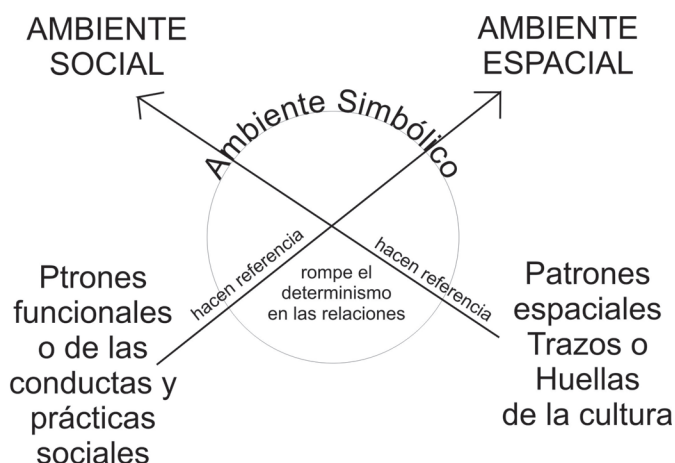 AMBIENTE
SOCIAL
AMBIENTE
ESPACIAL
Ambiente Simbólico
hacen referencia
hacen referencia
rompe el
determinismo
en las relaciones
Ptrones
funcionales
o de las
conductas y
prácticas
sociales
Patrones
espaciales
Trazos o
Huellas
de la cultura